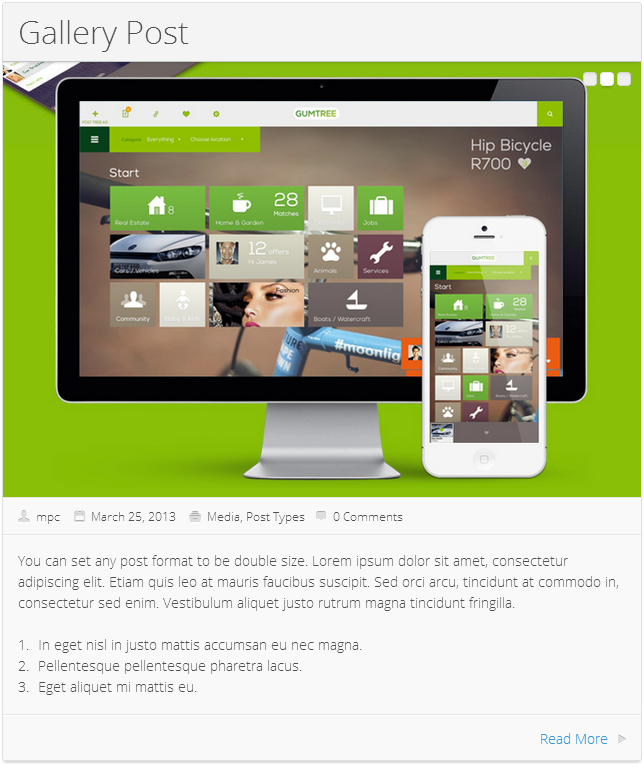 Gallery Post
POST FREE AD
GUMTREE
Category Everything Choose location
Hip Bicycle
R700
Start
Real Estate 8
Home & Garden 28 Matches
Jobs
Cars / Vehicles
12 offers
Hi James
Animals
Services
Community
Baby & Kids
Fashion
Boats / Watercraft
#moonlig
GUMTREE
Start
8
28
12
mpc March 25, 2013 Media, Post Types 0 Comments
You can set any post format to be double size. Lorem ipsum dolor sit amet, consectetur
adipiscing elit. Etiam quis leo at mauris faucibus suscipit. Sed orci arcu, tincidunt at commodo in,
consectetur sed enim. Vestibulum aliquet justo rutrum magna tincidunt fringilla.
1. In eget nisl in justo mattis accumsan eu nec magna.
2. Pellentesque pellentesque pharetra lacus.
3. Eget aliquet mi mattis eu.
Read More